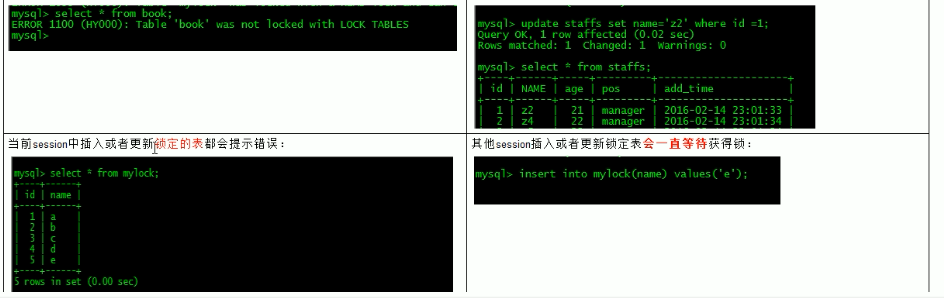 mysql> select * from book;
ERROR 1100 (HY000): Table 'book' was not locked with LOCK TABLES
mysql>
mysql> update staffs set name='z2' where id =1;
Query OK, 1 row affected (0.02 sec)
Rows matched: 1  Changed: 1  Warnings: 0
mysql> select * from staffs;
+----+------+-----+---------+---------------------+
| id | NAME | age | pos     | add_time            |
+----+------+-----+---------+---------------------+
|  1 | z2   |  21 | manager | 2016-02-14 23:01:33 |
|  2 | z4   |  22 | manager | 2016-02-14 23:01:34 |
当前session中插入或者更新锁定的表都会提示错误：
mysql> select * from mylock;
+----+------+
| id | name |
+----+------+
|  1 | a    |
|  2 | b    |
|  3 | c    |
|  4 | d    |
|  5 | e    |
+----+------+
5 rows in set (0.00 sec)
其他session插入或者更新锁定表会一直等待获得锁：
mysql> insert into mylock(name) values('e');